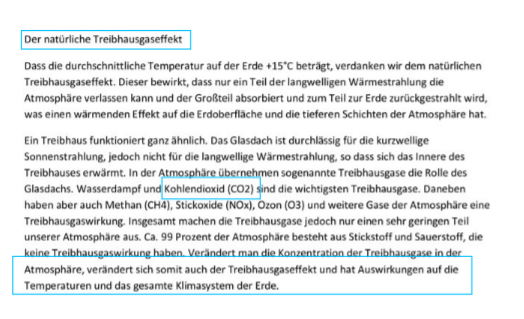 Der natürliche Treibhausgaseffekt
Dass die durchschnittliche Temperatur auf der Erde +15°C beträgt, verdanken wir dem natürlichen
Treibhausgaseffekt. Dieser bewirkt, dass nur ein Teil der langwelligen Wärmestrahlung die
Atmosphäre verlassen kann und der Großteil absorbiert und zum Teil zur Erde zurückgestrahlt wird,
was einen wärmenden Effekt auf die Erdoberfläche und die tieferen Schichten der Atmosphäre hat.
Ein Treibhaus funktioniert ganz ähnlich. Das Glasdach ist durchlässig für die kurzwellige
Sonnenstrahlung, jedoch nicht für die langwellige Wärmestrahlung, so dass sich das Innere des
Treibhauses erwärmt. In der Atmosphäre übernehmen sogenannte Treibhausgase die Rolle des
Glasdachs. Wasserdampf und Kohlendioxid (CO2) sind die wichtigsten Treibhausgase. Daneben
haben aber auch Methan (CH4), Stickoxide (NOx), Ozon (O3) und weitere Gase der Atmosphäre eine
Treibhausgaswirkung. Insgesamt machen die Treibhausgase jedoch nur einen sehr geringen Teil
unserer Atmosphäre aus. Ca. 99 Prozent der Atmosphäre besteht aus Stickstoff und Sauerstoff, die
keine Treibhausgaswirkung haben. Verändert man die Konzentration der Treibhausgase in der
Atmosphäre, verändert sich somit auch der Treibhausgaseffekt und hat Auswirkungen auf die
Temperaturen und das gesamte Klimasystem der Erde.